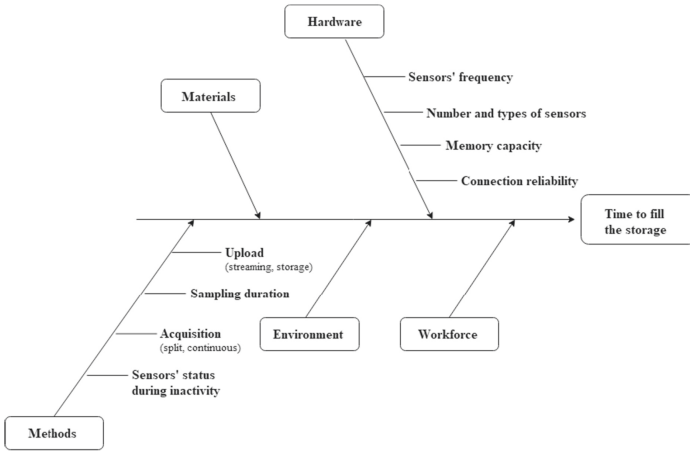 Hardware
Sensors' frequency
Materials
Number and types of sensors
Memory capacity
Connection reliability
Time to fill
the storage
Upload
(streaming, storage)
Sampling duration
Acquisition
(split, continuous)
Environment
Workforce
Sensors' status
during inactivity
Methods